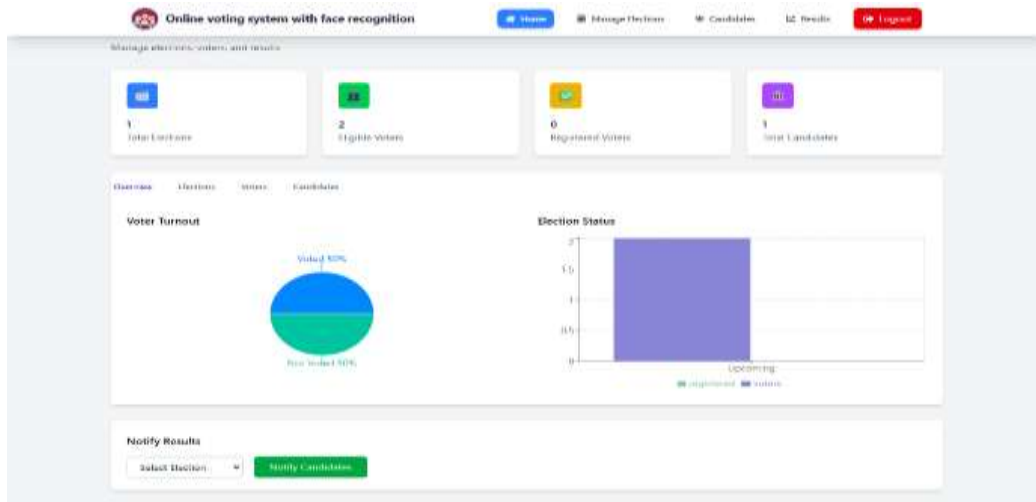 Online voting system with face recognition
Home
Manage Elections
Candidates
Results
Logout
Manage elections, voters, and results
1
Total Elections
2
Eligible Voters
0
Registered Voters
1
Total Candidates
Overview
Elections
Voters
Candidates
Voter Turnout
Voted 50%
Not Voted 50%
Election Status
2
1.5
1
0.5
0
Upcoming
registered
voters
Notify Results
Select Election
Notify Candidates